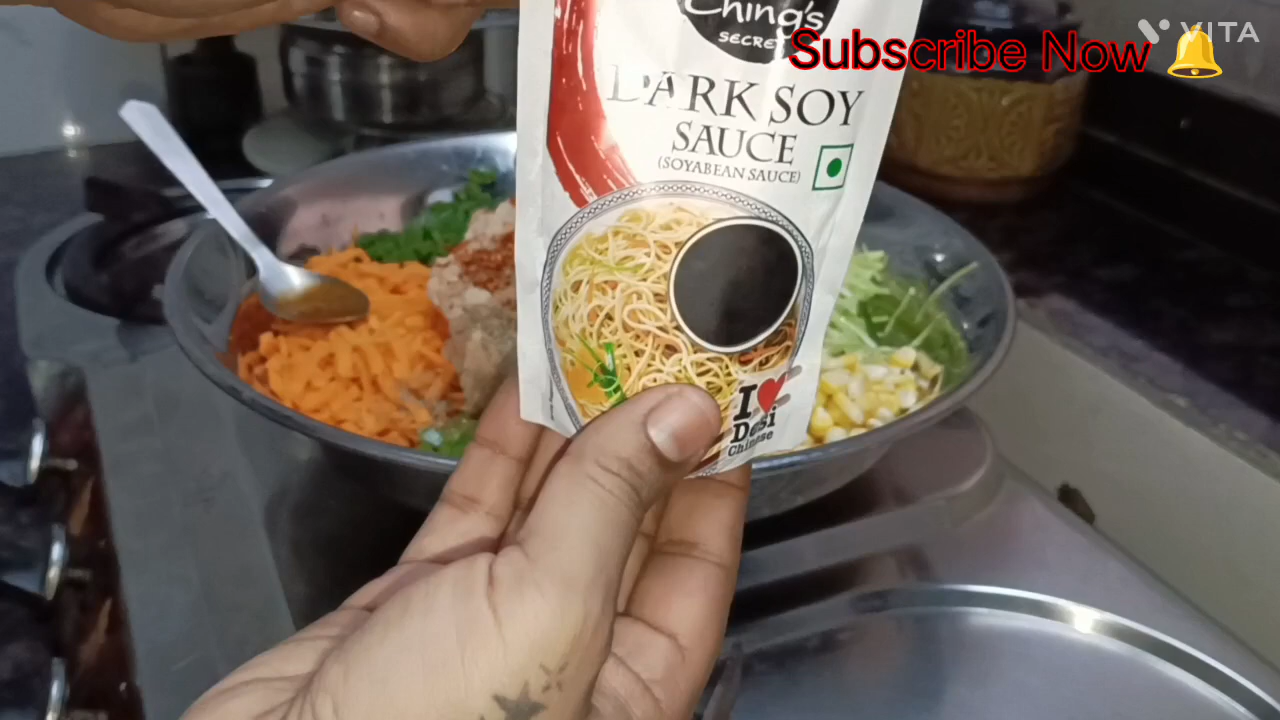 Ching's
SECRET
Subscribe Now
VITA
DARK SOY
SAUCE
(SOYABEAN SAUCE)
I
Desi
Chinese